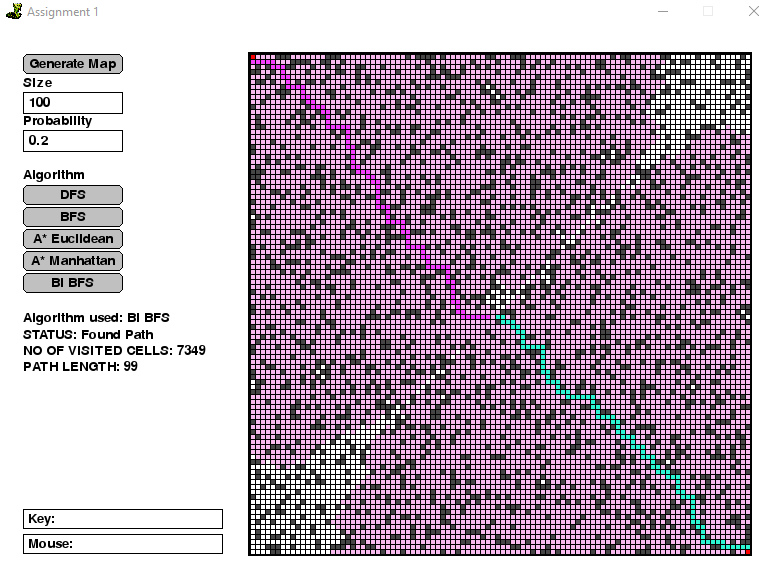 Assignment 1
Generate Map
Size
100
Probability
0.2
Algorithm
DFS
BFS
A* Euclidean
A* Manhattan
BI BFS
Algorithm used: BI BFS
STATUS: Found Path
NO OF VISITED CELLS: 7349
PATH LENGTH: 99
Key:
Mouse: